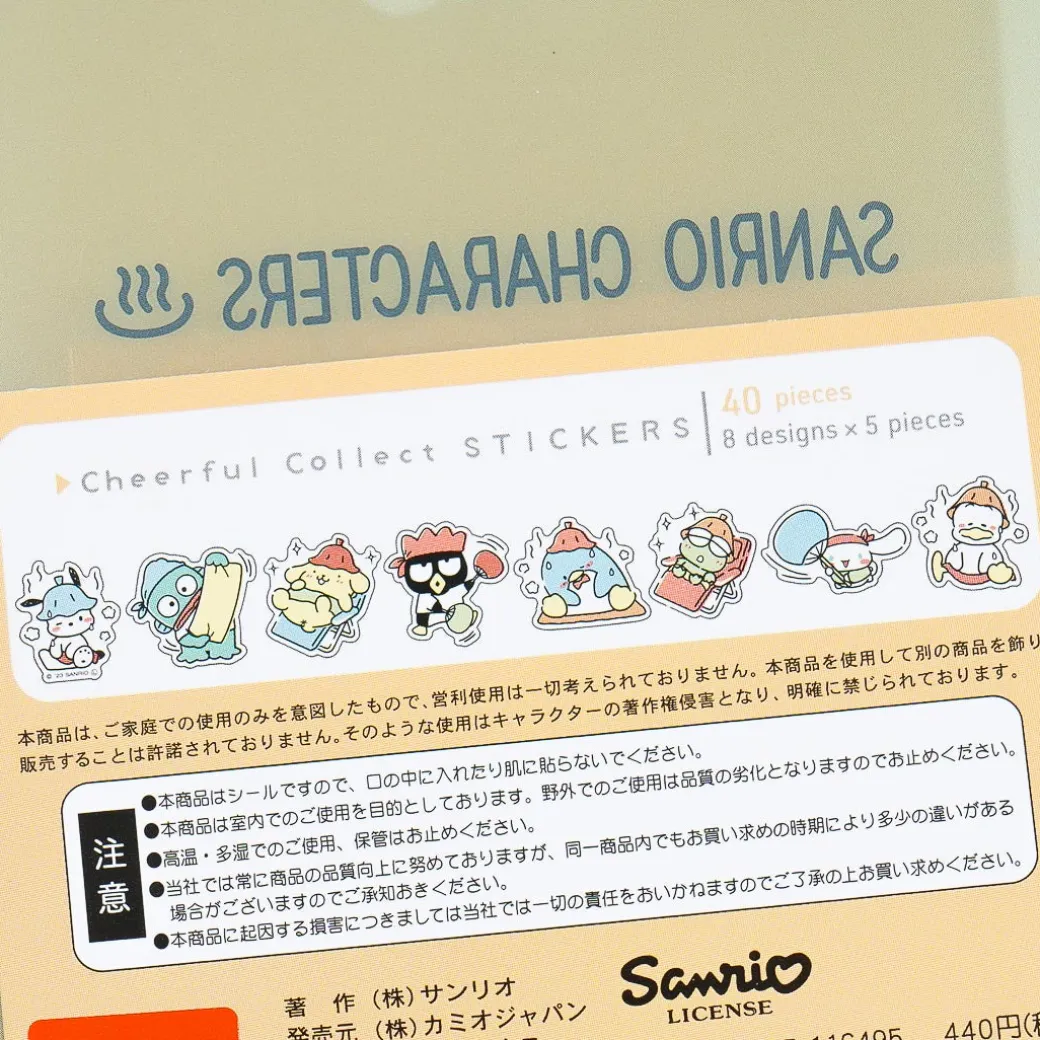 SANRIO CHARACTERS
Cheerful Collect STICKERS
40 pieces
8 designs × 5 pieces
© '23 SANRIO
本商品は、ご家庭での使用のみを意図したもので、営利使用は一切考えられておりません。本商品を使用して別の商品を飾り
販売することは許諾されておりません。そのような使用はキャラクターの著作権侵害となり、明確に禁じられております。
注意
●本商品はシールですので、口の中に入れたり肌に貼らないでください。
●本商品は室内でのご使用を目的としております。野外でのご使用は品質の劣化となりますのでお止めください。
●高温・多湿でのご使用、保管はお止めください。
●当社では常に商品の品質向上に努めておりますが、同一商品内でもお買い求めの時期により多少の違いがある
場合がございますのでご承知おきください。
●本商品に起因する損害につきましては当社では一切の責任をおいかねますのでご了承の上お買い求めください。
著 作 (株)サンリオ
発売元 (株)カミオジャパン
Sanrio
LICENSE
116495 440円(税